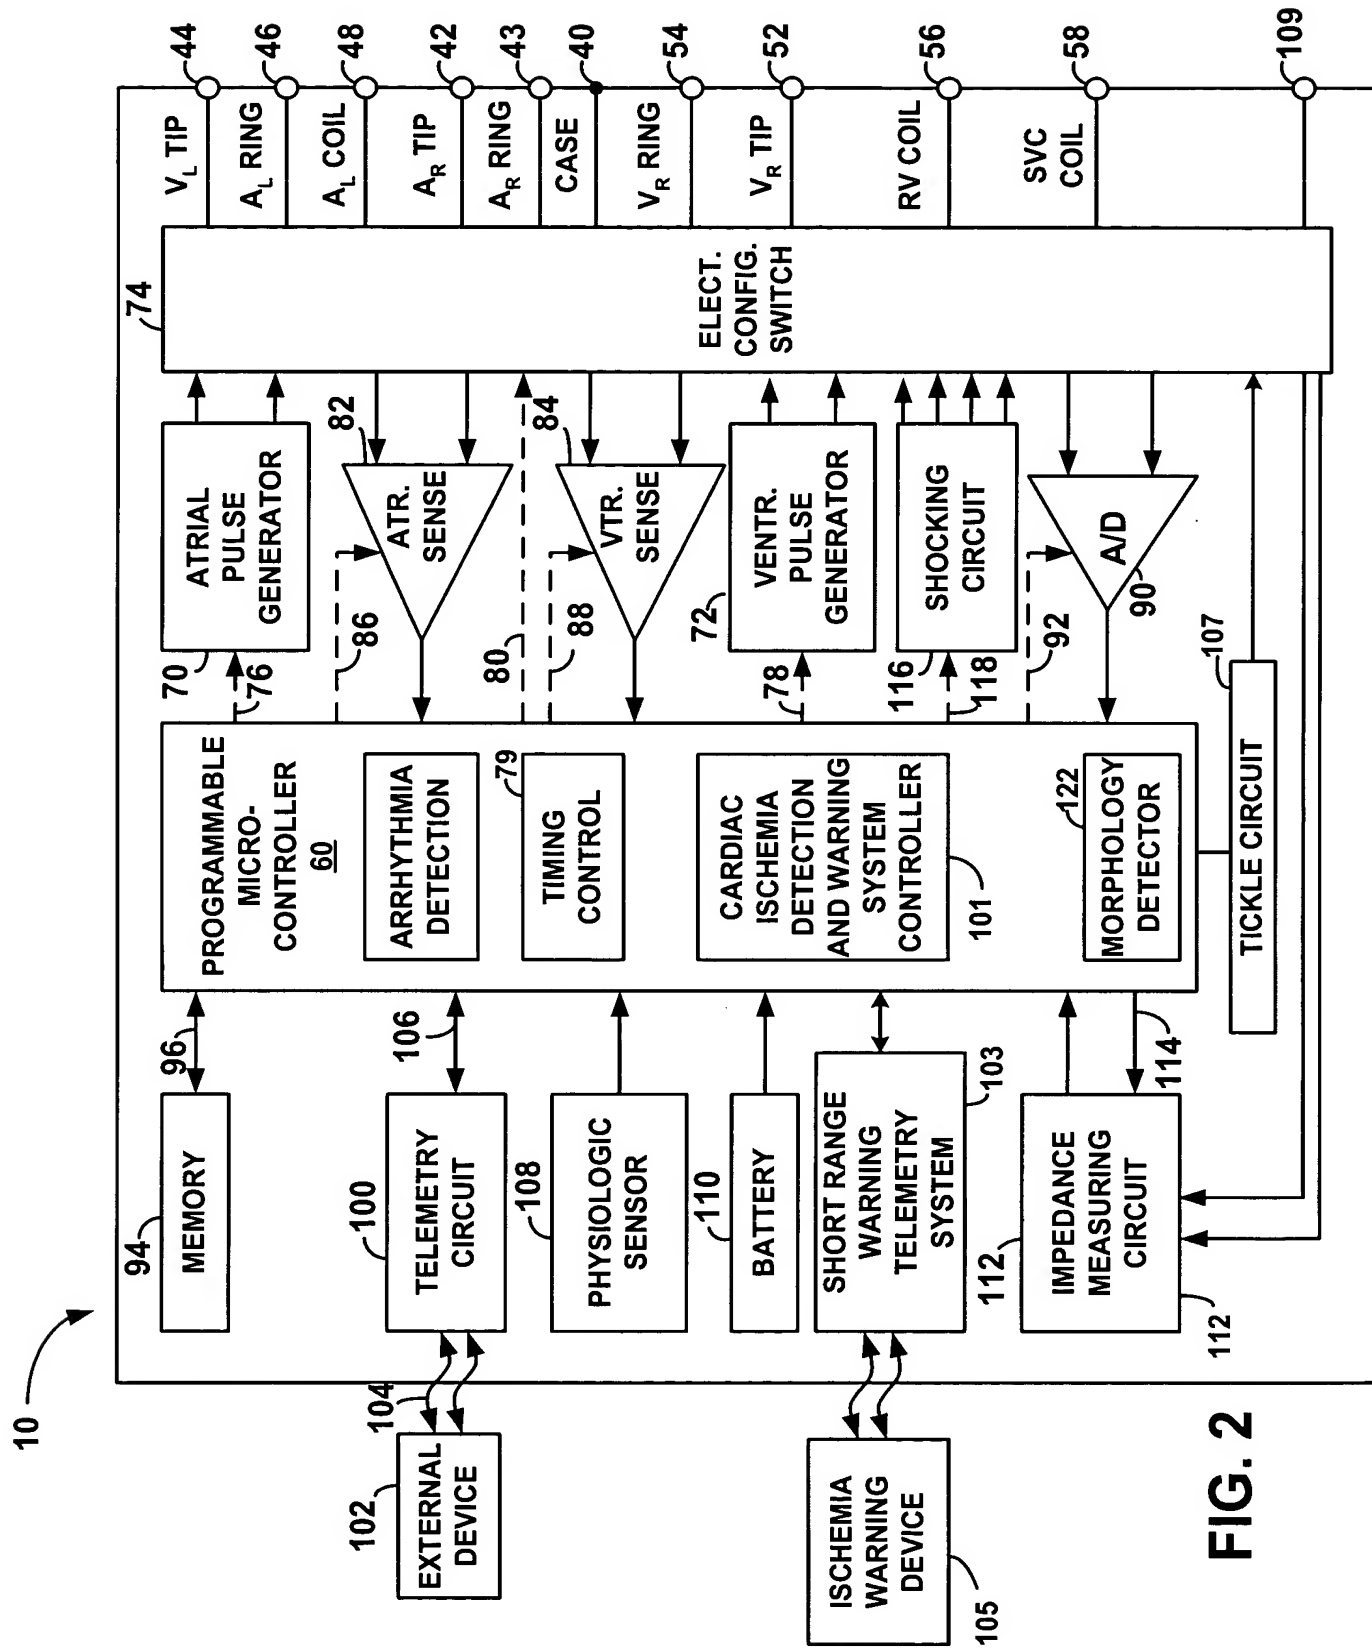 10
44
46
48
42
43
40
54
52
56
58
109
V_L TIP
A_L RING
A_L COIL
A_R TIP
A_R RING
CASE
V_R RING
V_R TIP
RV COIL
SVC
COIL
74
ELECT.
CONFIG.
SWITCH
ATRIAL
PULSE
GENERATOR
70
76
82
ATR.
SENSE
86
80
84
VTR.
SENSE
88
72
VENTR.
PULSE
GENERATOR
78
SHOCKING
CIRCUIT
116
118
92
A/D
90
107
TICKLE CIRCUIT
PROGRAMMABLE
MICRO-
CONTROLLER
60
ARRHYTHMIA
DETECTION
79
TIMING
CONTROL
CARDIAC
ISCHEMIA
DETECTION
AND WARNING
SYSTEM
CONTROLLER
101
122
MORPHOLOGY
DETECTOR
96
106
114
94
MEMORY
100
TELEMETRY
CIRCUIT
108
PHYSIOLOGIC
SENSOR
110
BATTERY
SHORT RANGE
WARNING
TELEMETRY
SYSTEM
103
112
IMPEDANCE
MEASURING
CIRCUIT
112
104
102
EXTERNAL
DEVICE
ISCHEMIA
WARNING
DEVICE
105
FIG. 2